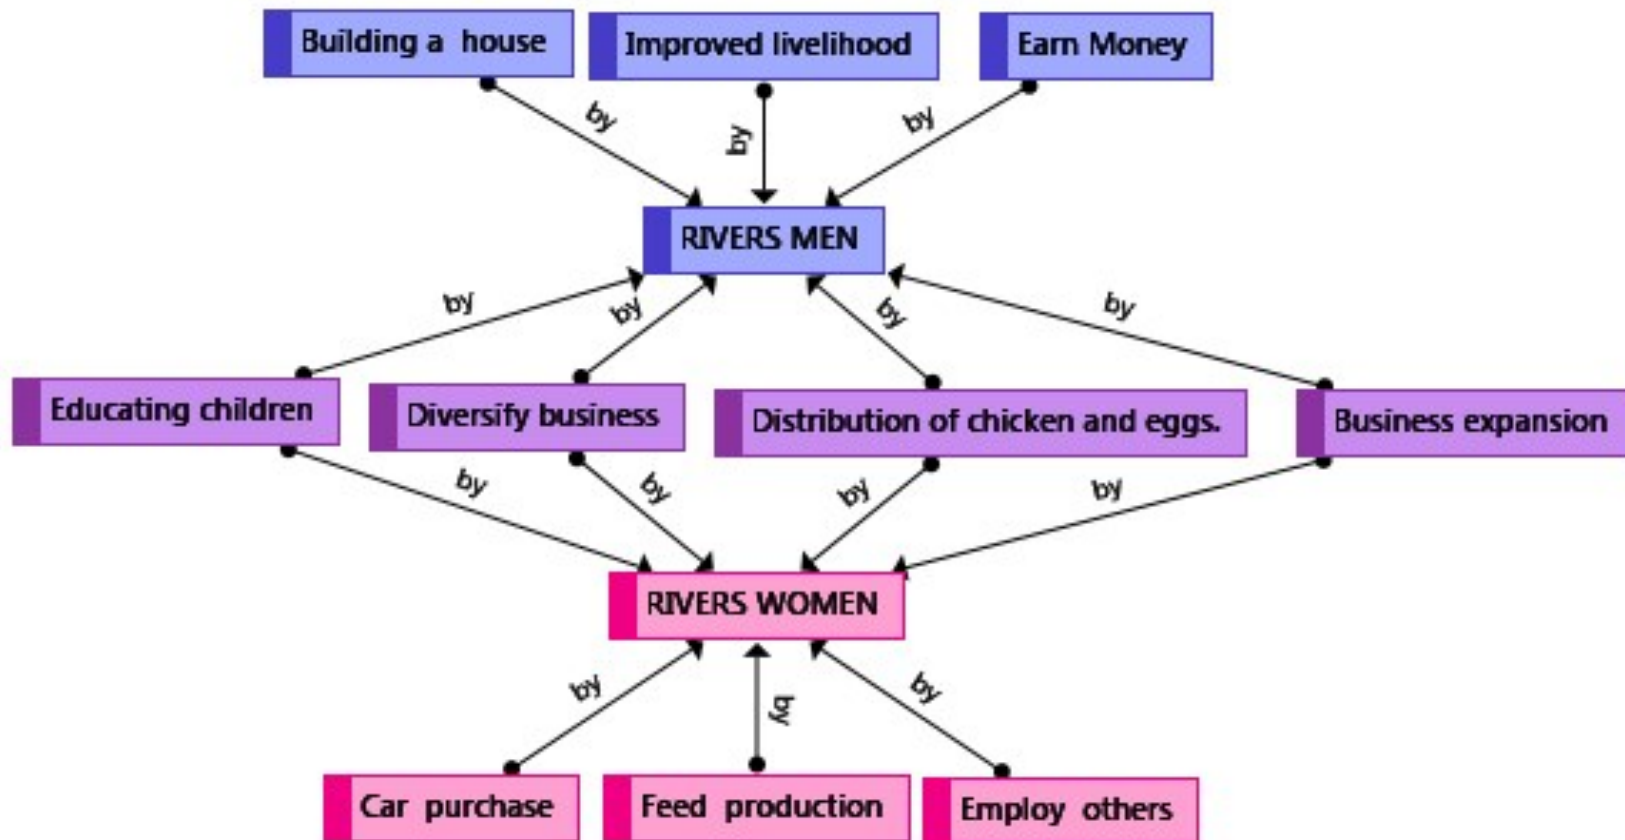 Building a house
Improved livelihood
Earn Money
by
by
by
RIVERS MEN
by
by
by
by
Educating children
Diversify business
Distribution of chicken and eggs.
Business expansion
by
by
by
by
RIVERS WOMEN
by
by
by
Car purchase
Feed production
Employ others